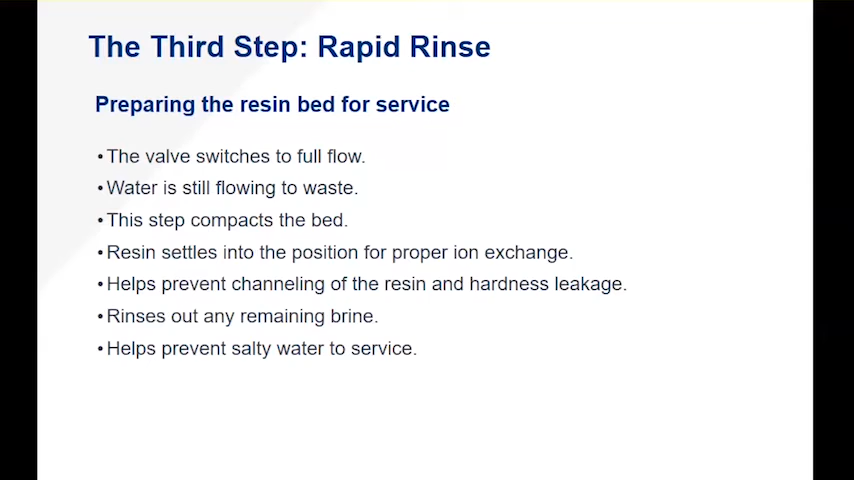 The Third Step: Rapid Rinse
Preparing the resin bed for service
• The valve switches to full flow.
• Water is still flowing to waste.
• This step compacts the bed.
• Resin settles into the position for proper ion exchange.
• Helps prevent channeling of the resin and hardness leakage.
• Rinses out any remaining brine.
• Helps prevent salty water to service.